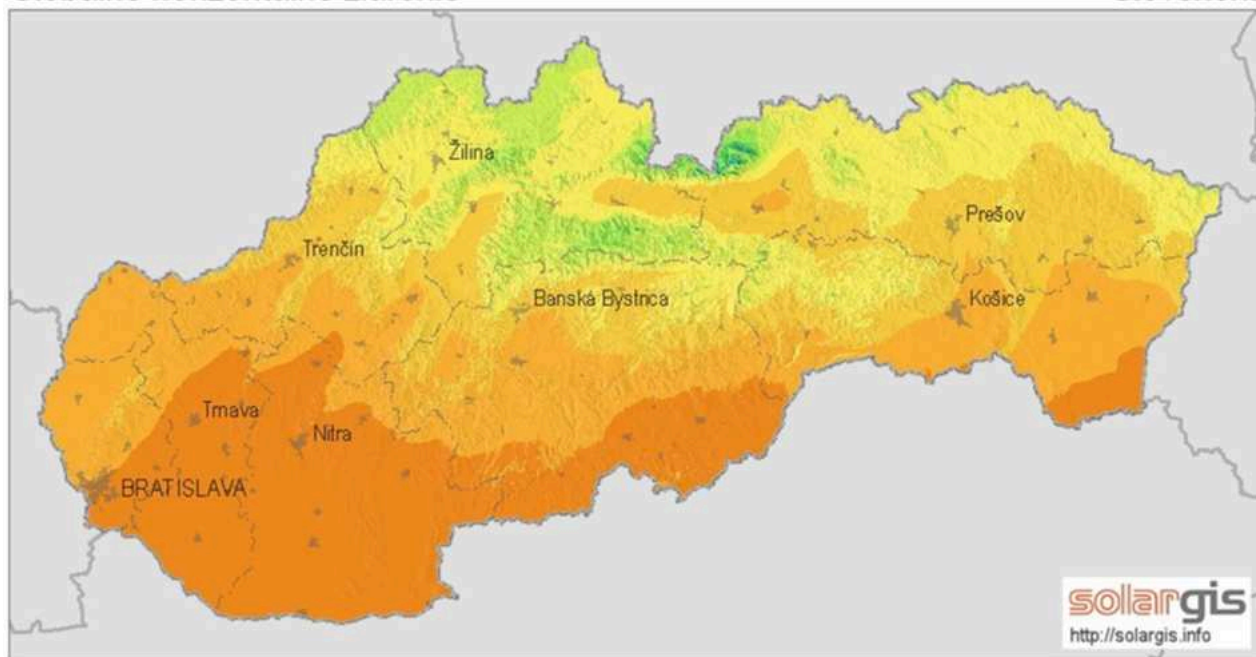 Žilina
Prešov
Trenčín
Banská Bystrica
Košice
Trnava
Nitra
BRATISLAVA
solargis
http://solargis.info